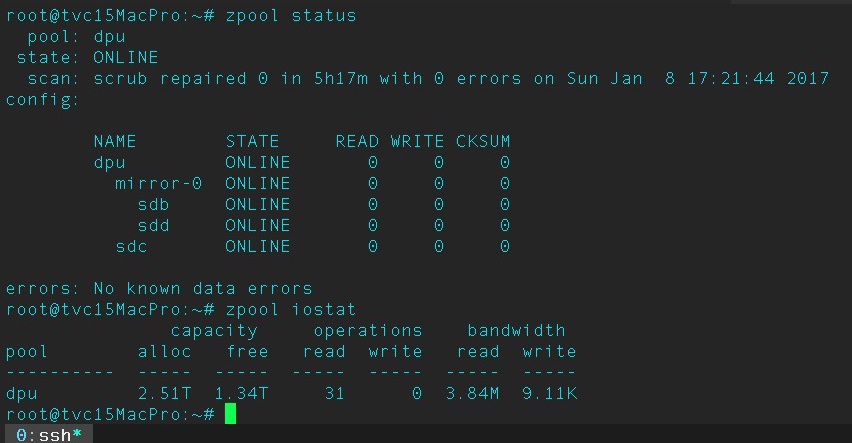 root@tvc15MacPro:~# zpool status
  pool: dpu
 state: ONLINE
  scan: scrub repaired 0 in 5h17m with 0 errors on Sun Jan  8 17:21:44 2017
config:

        NAME        STATE     READ WRITE CKSUM
        dpu         ONLINE       0     0     0
          mirror-0  ONLINE       0     0     0
            sdb     ONLINE       0     0     0
            sdd     ONLINE       0     0     0
          sdc       ONLINE       0     0     0

errors: No known data errors
root@tvc15MacPro:~# zpool iostat
               capacity     operations    bandwidth
pool        alloc   free   read  write   read  write
----------  -----  -----  -----  -----  -----  -----
dpu         2.51T  1.34T     31      0  3.84M  9.11K
root@tvc15MacPro:~#
0:ssh*